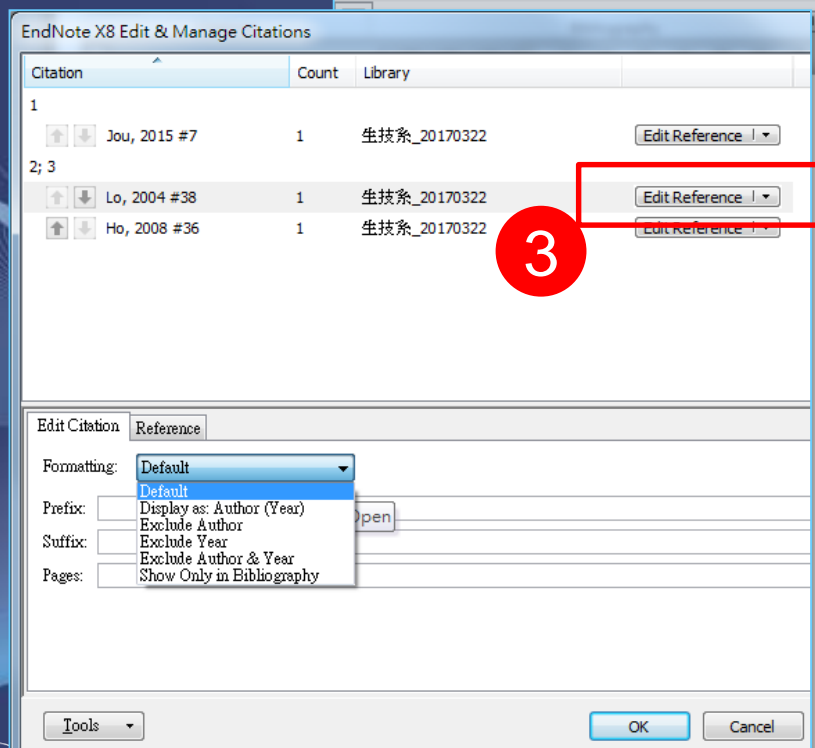 EndNote X8 Edit & Manage Citations
Citation Count Library
1
Jou, 2015 #7 1 生技系_20170322 Edit Reference
2; 3
Lo, 2004 #38 1 生技系_20170322 Edit Reference
Ho, 2008 #36 1 生技系_20170322 Edit Reference
3
Edit Citation Reference
Formatting: Default
Default
Prefix: Display as: Author (Year)
Open
Exclude Author
Suffix: Exclude Year
Exclude Author & Year
Pages: Show Only in Bibliography
Tools OK Cancel